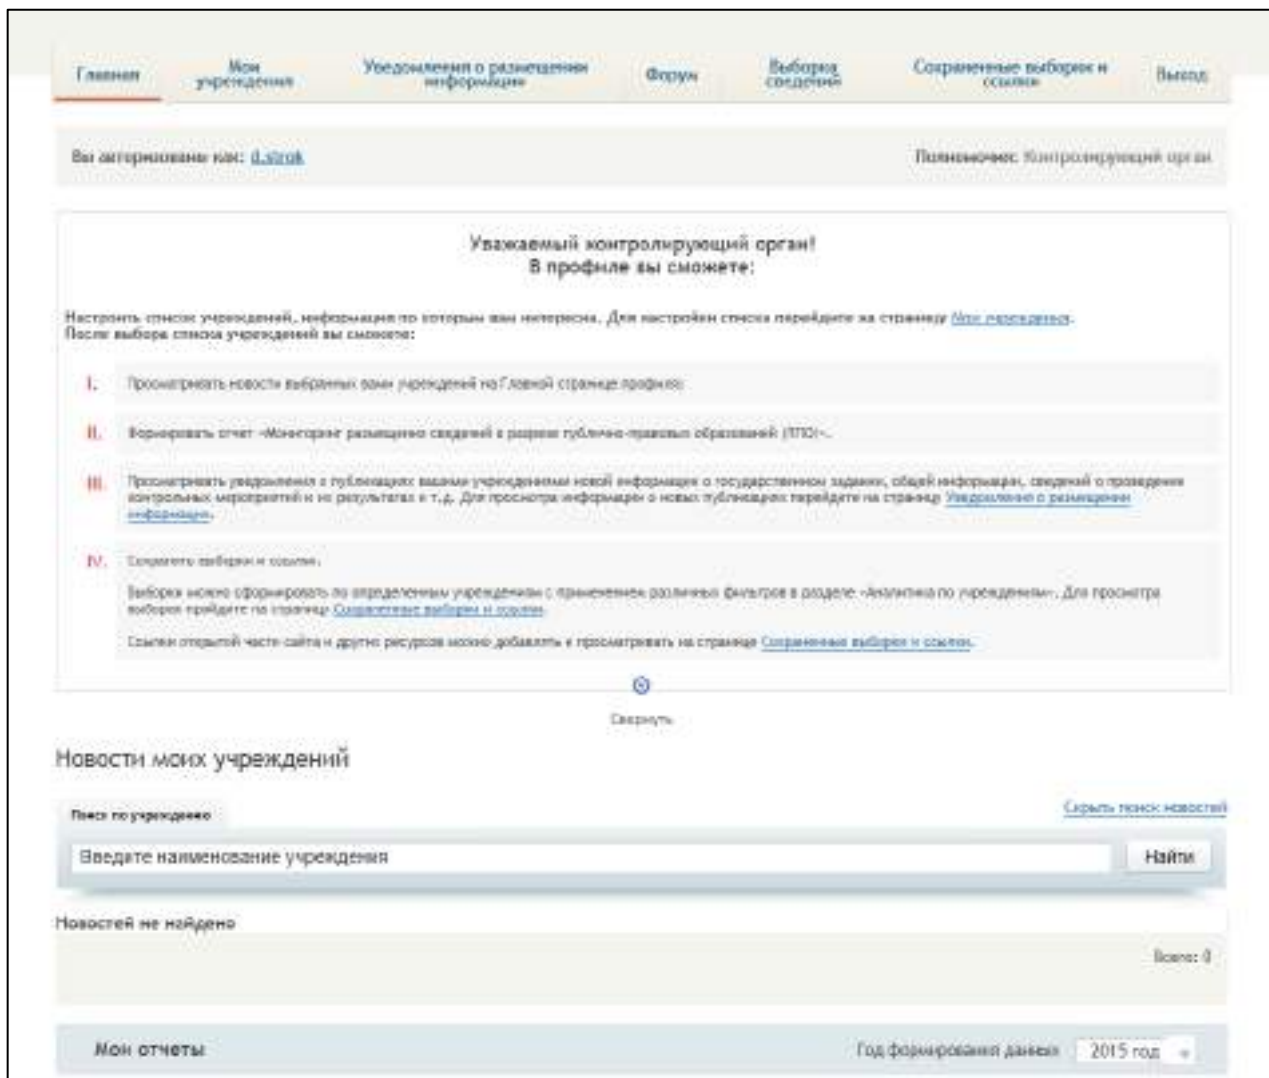 Главная
Мои
учреждения
Уведомления о размещении
информации
Форум
Выборка
сведений
Сохраненные выборки и
ссылки
Выход
Вы авторизованы как: d.strok
Полномочие: Контролирующий орган
Уважаемый контролирующий орган!
В профиле вы сможете:
Настроить список учреждений, информация по которым вам интересна. Для настройки списка перейдите на страницу Мои учреждения.
После выбора списка учреждений вы сможете:
I. Просматривать новости выбранных вами учреждений на Главной странице профиля;
II. Формировать отчет «Мониторинг размещения сведений в разрезе публично-правовых образований (ППО)».
III. Просматривать уведомления о публикациях вашими учреждениями новой информации о государственном задании, общей информации, сведений о проведении
контрольных мероприятий и их результатах и т.д. Для просмотра информации о новых публикациях перейдите на страницу Уведомления о размещении
информации.
IV. Сохранять выборки и ссылки.
Выборки можно сформировать по определенным учреждениям с применением различных фильтров в разделе «Аналитика по учреждениям». Для просмотра
выборки пройдите на страницу Сохраненные выборки и ссылки.
Ссылки открытой части сайта и других ресурсов можно добавлять и просматривать на странице Сохраненные выборки и ссылки.
Свернуть
Новости моих учреждений
Поиск по учреждению
Скрыть поиск новостей
Введите наименование учреждения
Найти
Новостей не найдено
Всего: 0
Мои отчеты
Год формирования данных
2015 год